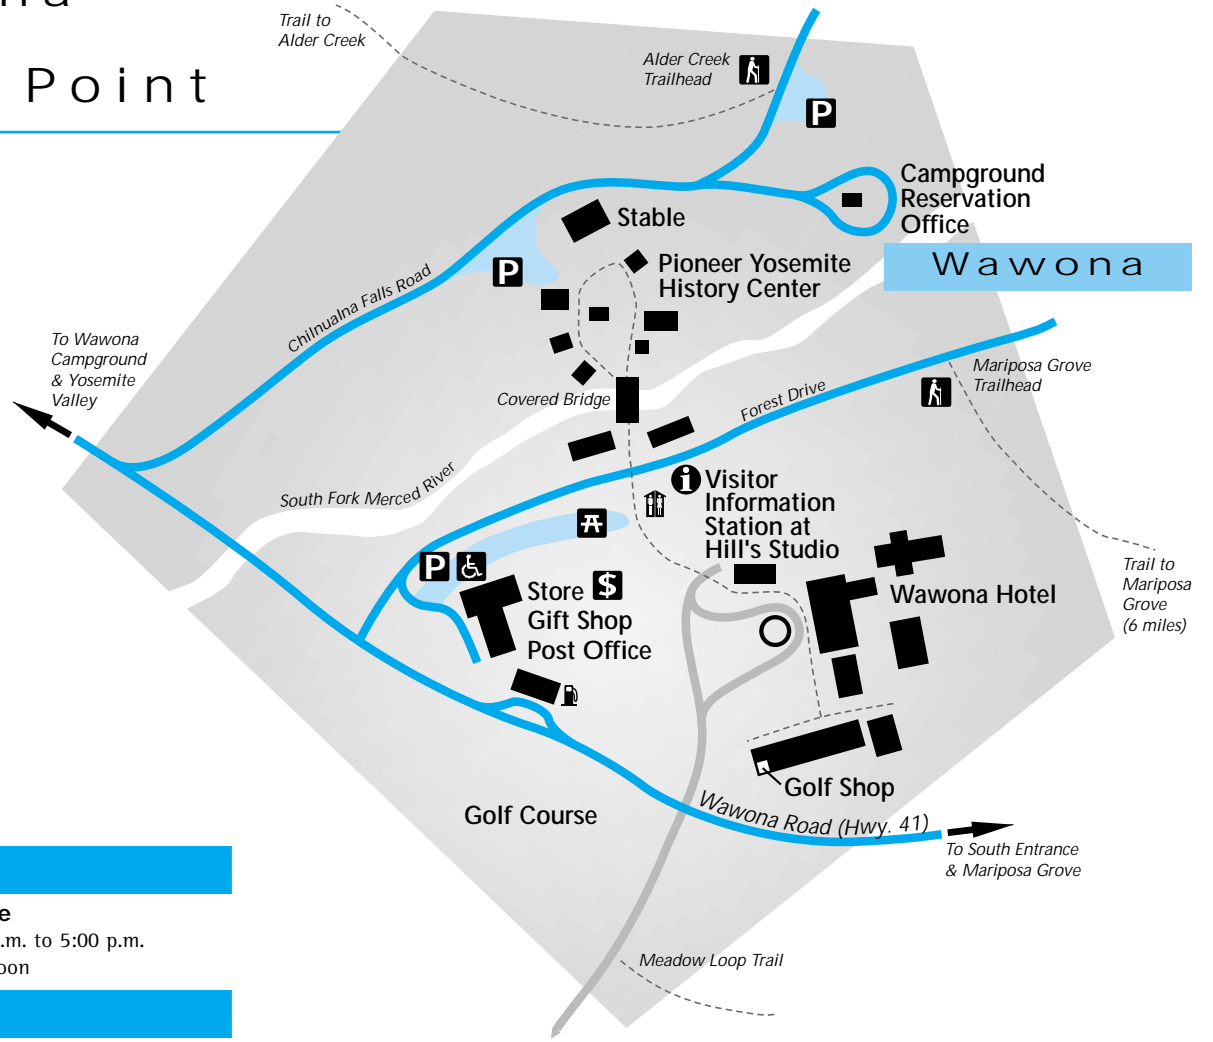 Point
Trail to
Alder Creek
Alder Creek
Trailhead
P
Campground
Reservation
Office
Wawona
Stable
P
Pioneer Yosemite
History Center
Chilnualna Falls Road
To Wawona
Campground
& Yosemite
Valley
Mariposa Grove
Trailhead
Covered Bridge
Forest Drive
South Fork Merced River
i
Visitor
Information
Station at
Hill's Studio
P
Store $
Gift Shop
Post Office
Wawona Hotel
Trail to
Mariposa
Grove
(6 miles)
Golf Shop
Golf Course
Wawona Road (Hwy. 41)
To South Entrance
& Mariposa Grove
.m. to 5:00 p.m.
Meadow Loop Trail